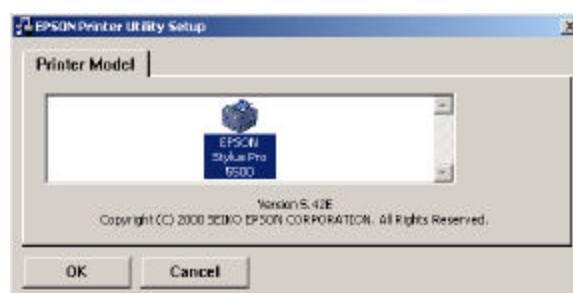 EPSON Printer Utility Setup
Printer Model
EPSON
Stylus Pro
5500
Version 5.42E
Copyright (C) 2000 SEIKO EPSON CORPORATION. All Rights Reserved.
OK Cancel